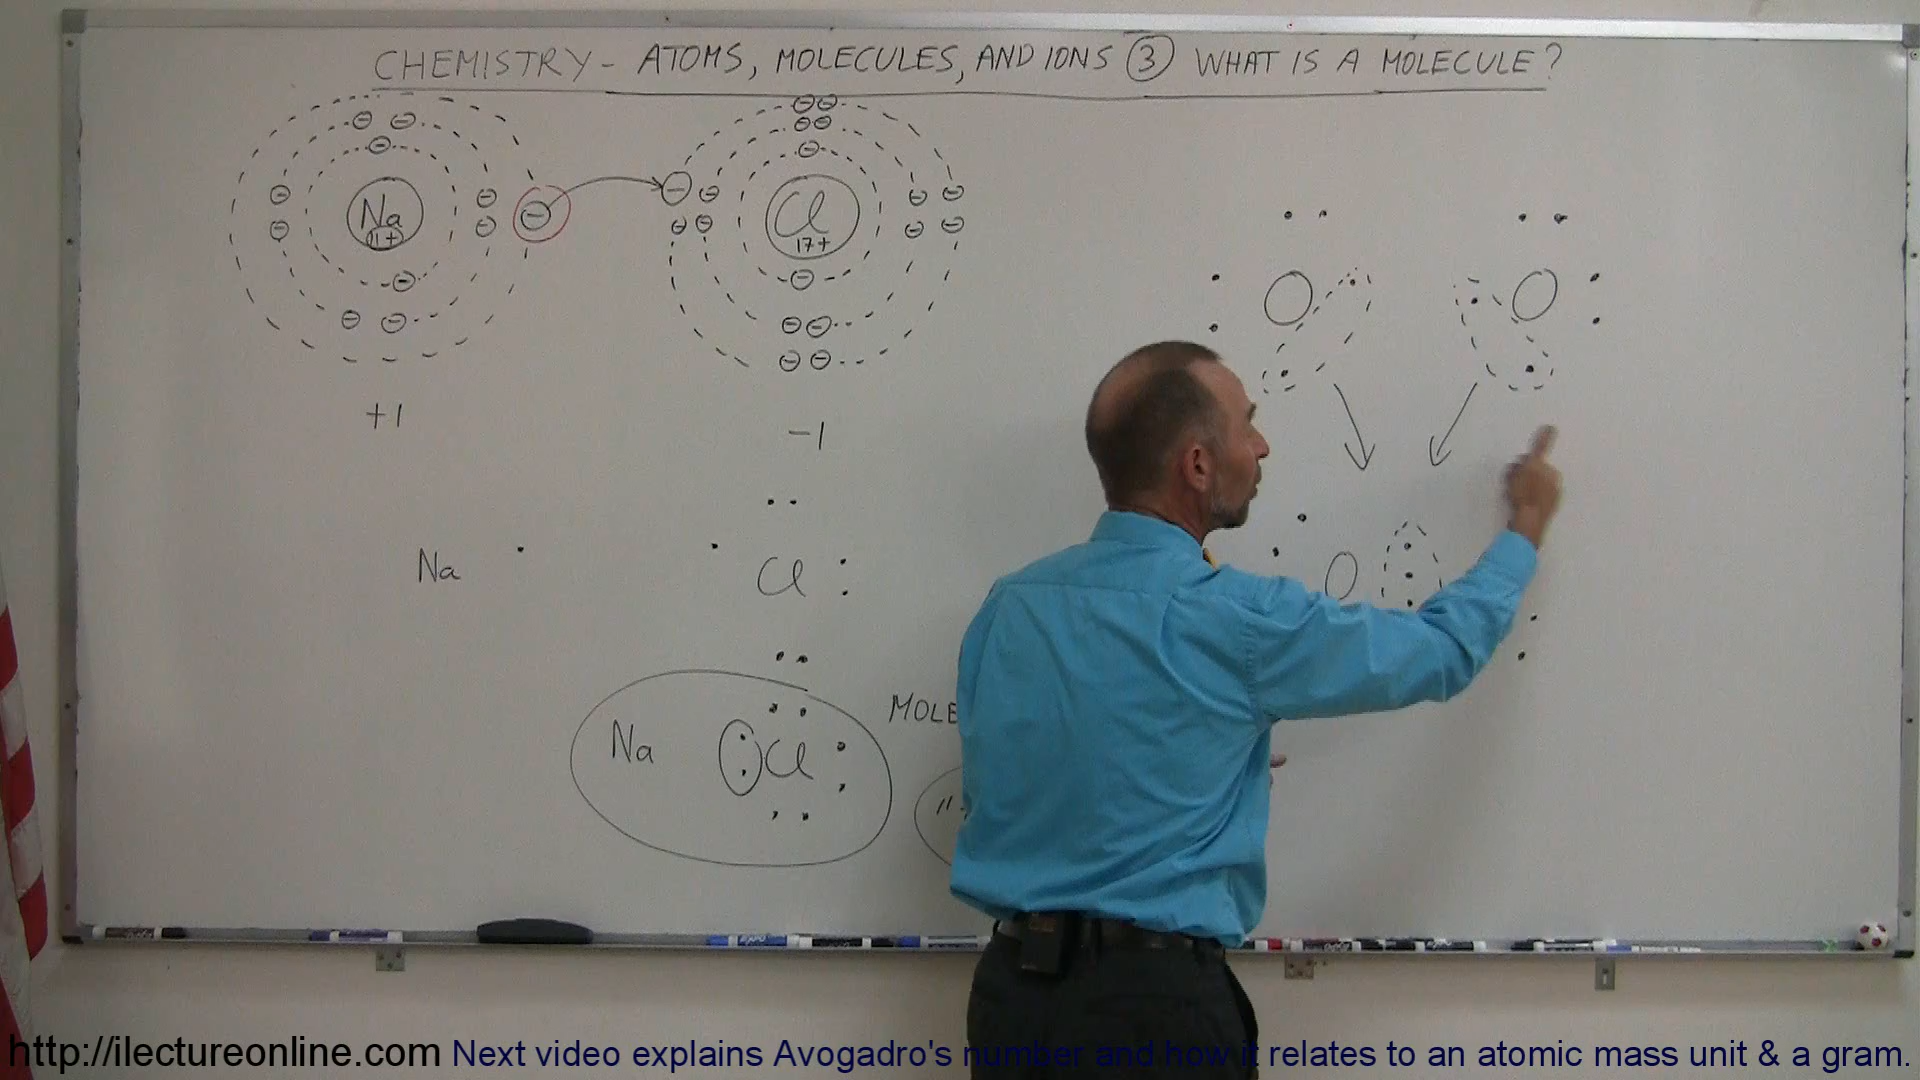 CHEMISTRY - ATOMS, MOLECULES, AND IONS ③ WHAT IS A MOLECULE?
Na
11+
Cl
17+
+1
-1
O O
Na Cl
O
Na Cl
MOLE
http://ilectureonline.com Next video explains Avogadro's number and how it relates to an atomic mass unit & a gram.